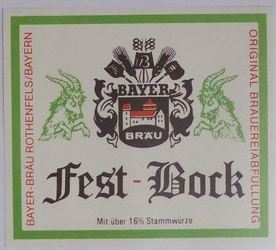 BAYER-BRÄU ROTHENFELS/BAYERN
ORIGINAL BRAUEREIABFÜLLUNG
B
BAYER
BRÄU
Fest-Bock
Mit über 16% Stammwürze